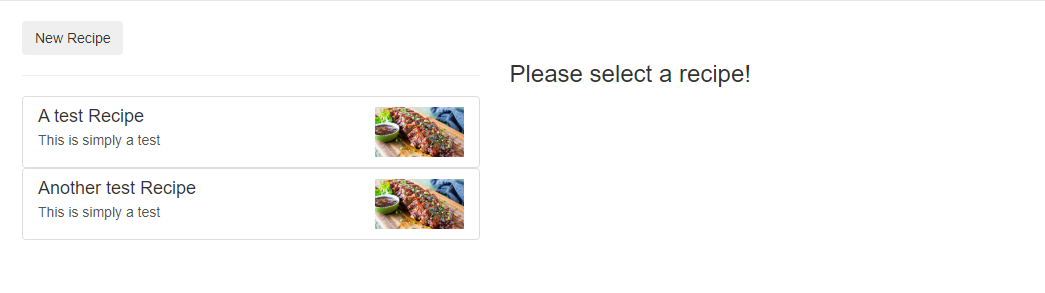 New Recipe
Please select a recipe!
A test Recipe
This is simply a test
Another test Recipe
This is simply a test